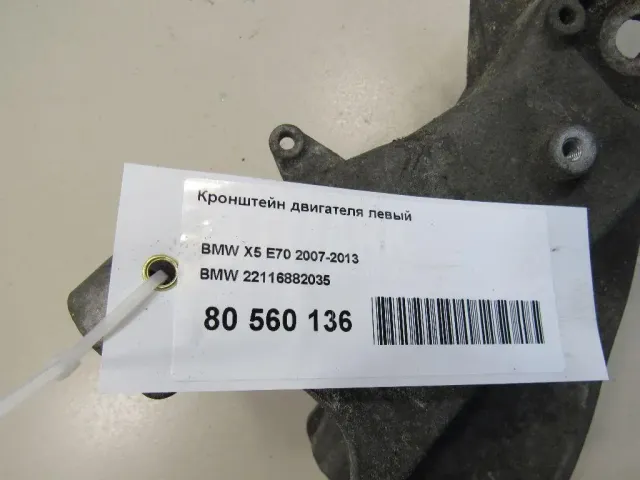 Кронштейн двигателя левый
BMW X5 E70 2007-2013
BMW 22116882035
80 560 136